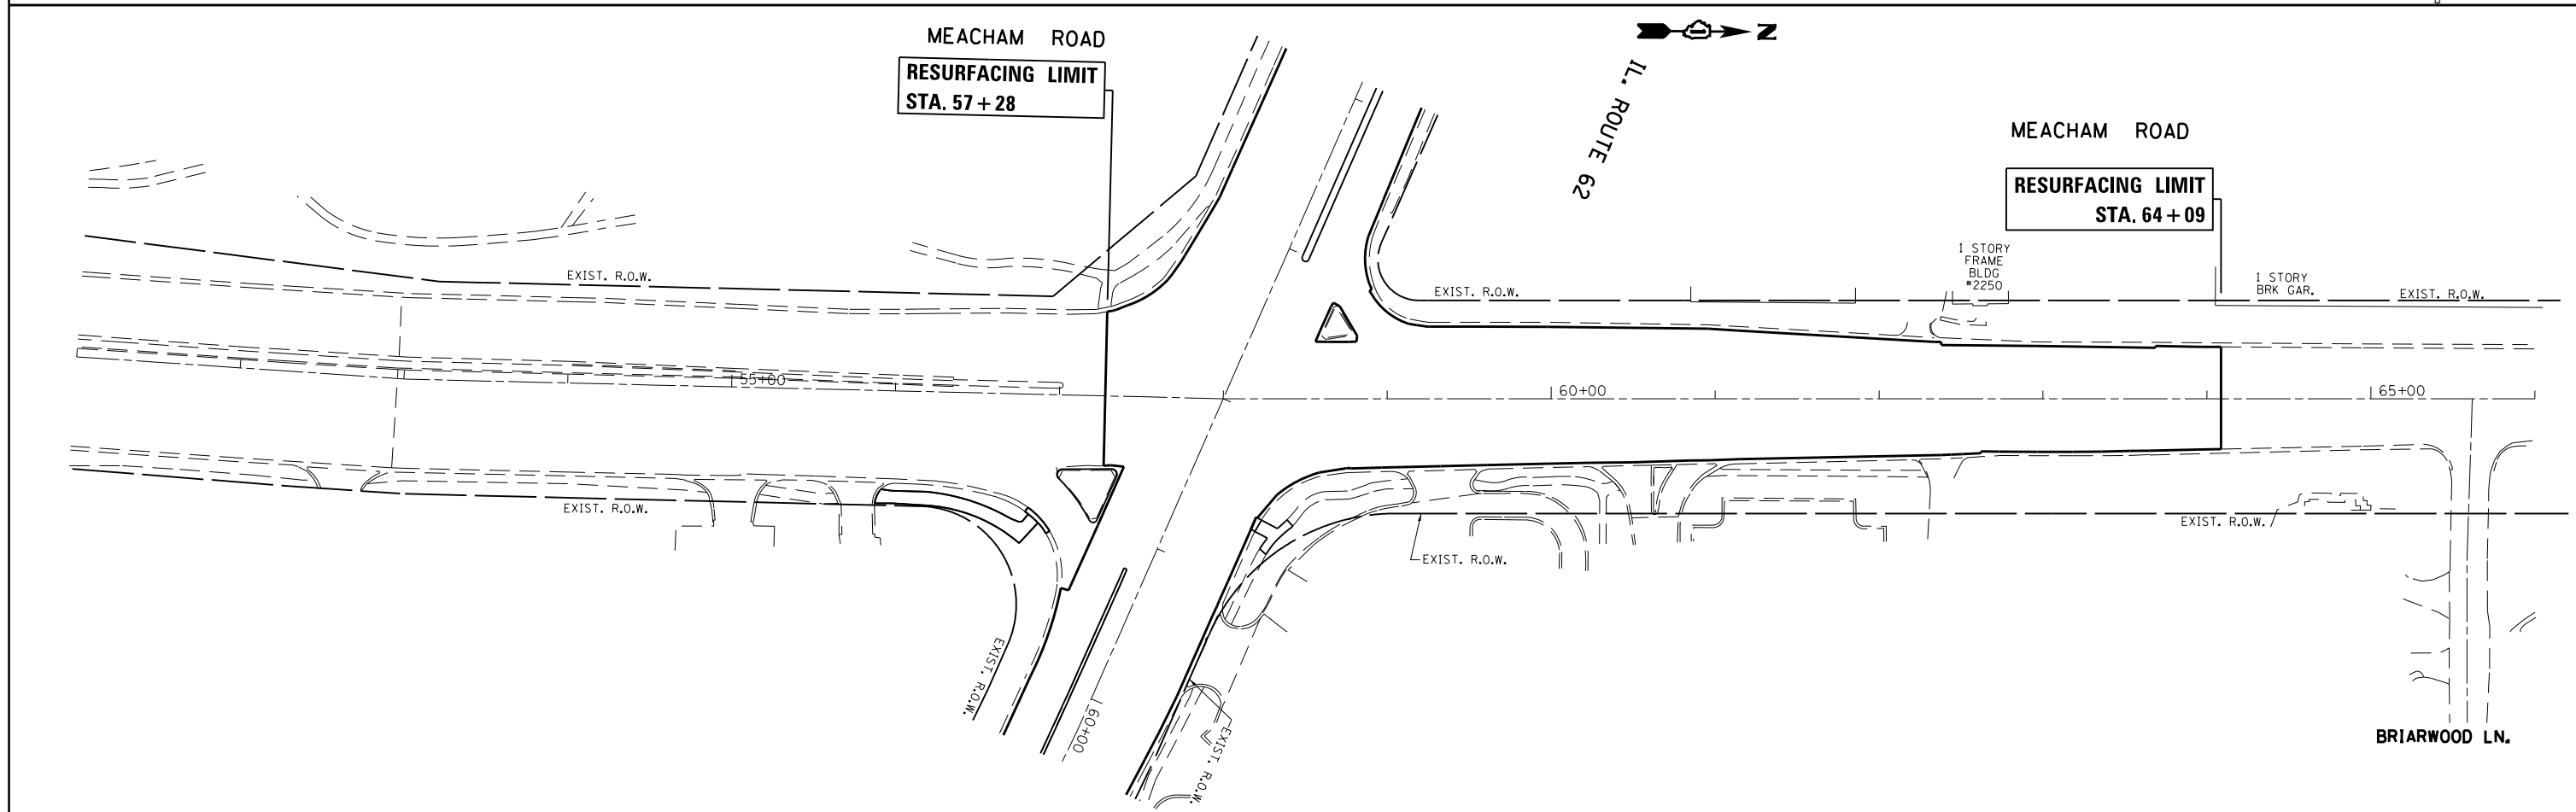 MEACHAM ROAD
RESURFACING LIMIT
STA. 57+28
N
IL. ROUTE 62
MEACHAM ROAD
RESURFACING LIMIT
STA. 64+09
1 STORY
FRAME
BLDG
#2250
1 STORY
BRK GAR.
EXIST. R.O.W.
EXIST. R.O.W.
EXIST. R.O.W.
55+00
60+00
65+00
EXIST. R.O.W.
EXIST. R.O.W.
EXIST. R.O.W.
EXIST. R.O.W.
609+00
EXIST. R.O.W.
BRIARWOOD LN.